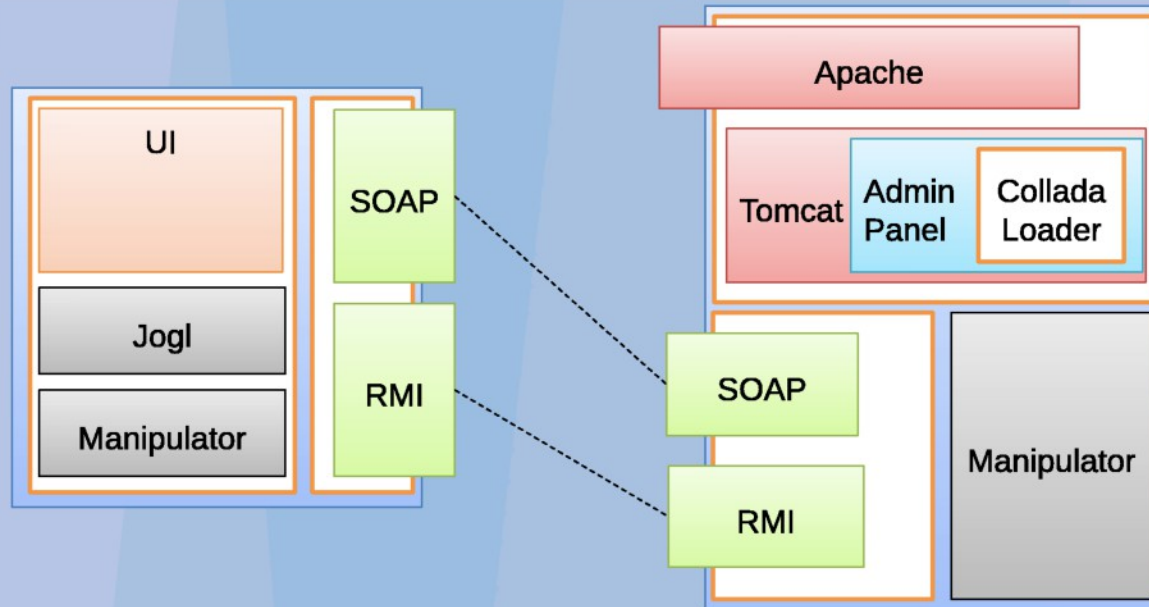 UI
Jogl
Manipulator
SOAP
RMI
Apache
Tomcat
Admin
Panel
Collada
Loader
SOAP
RMI
Manipulator